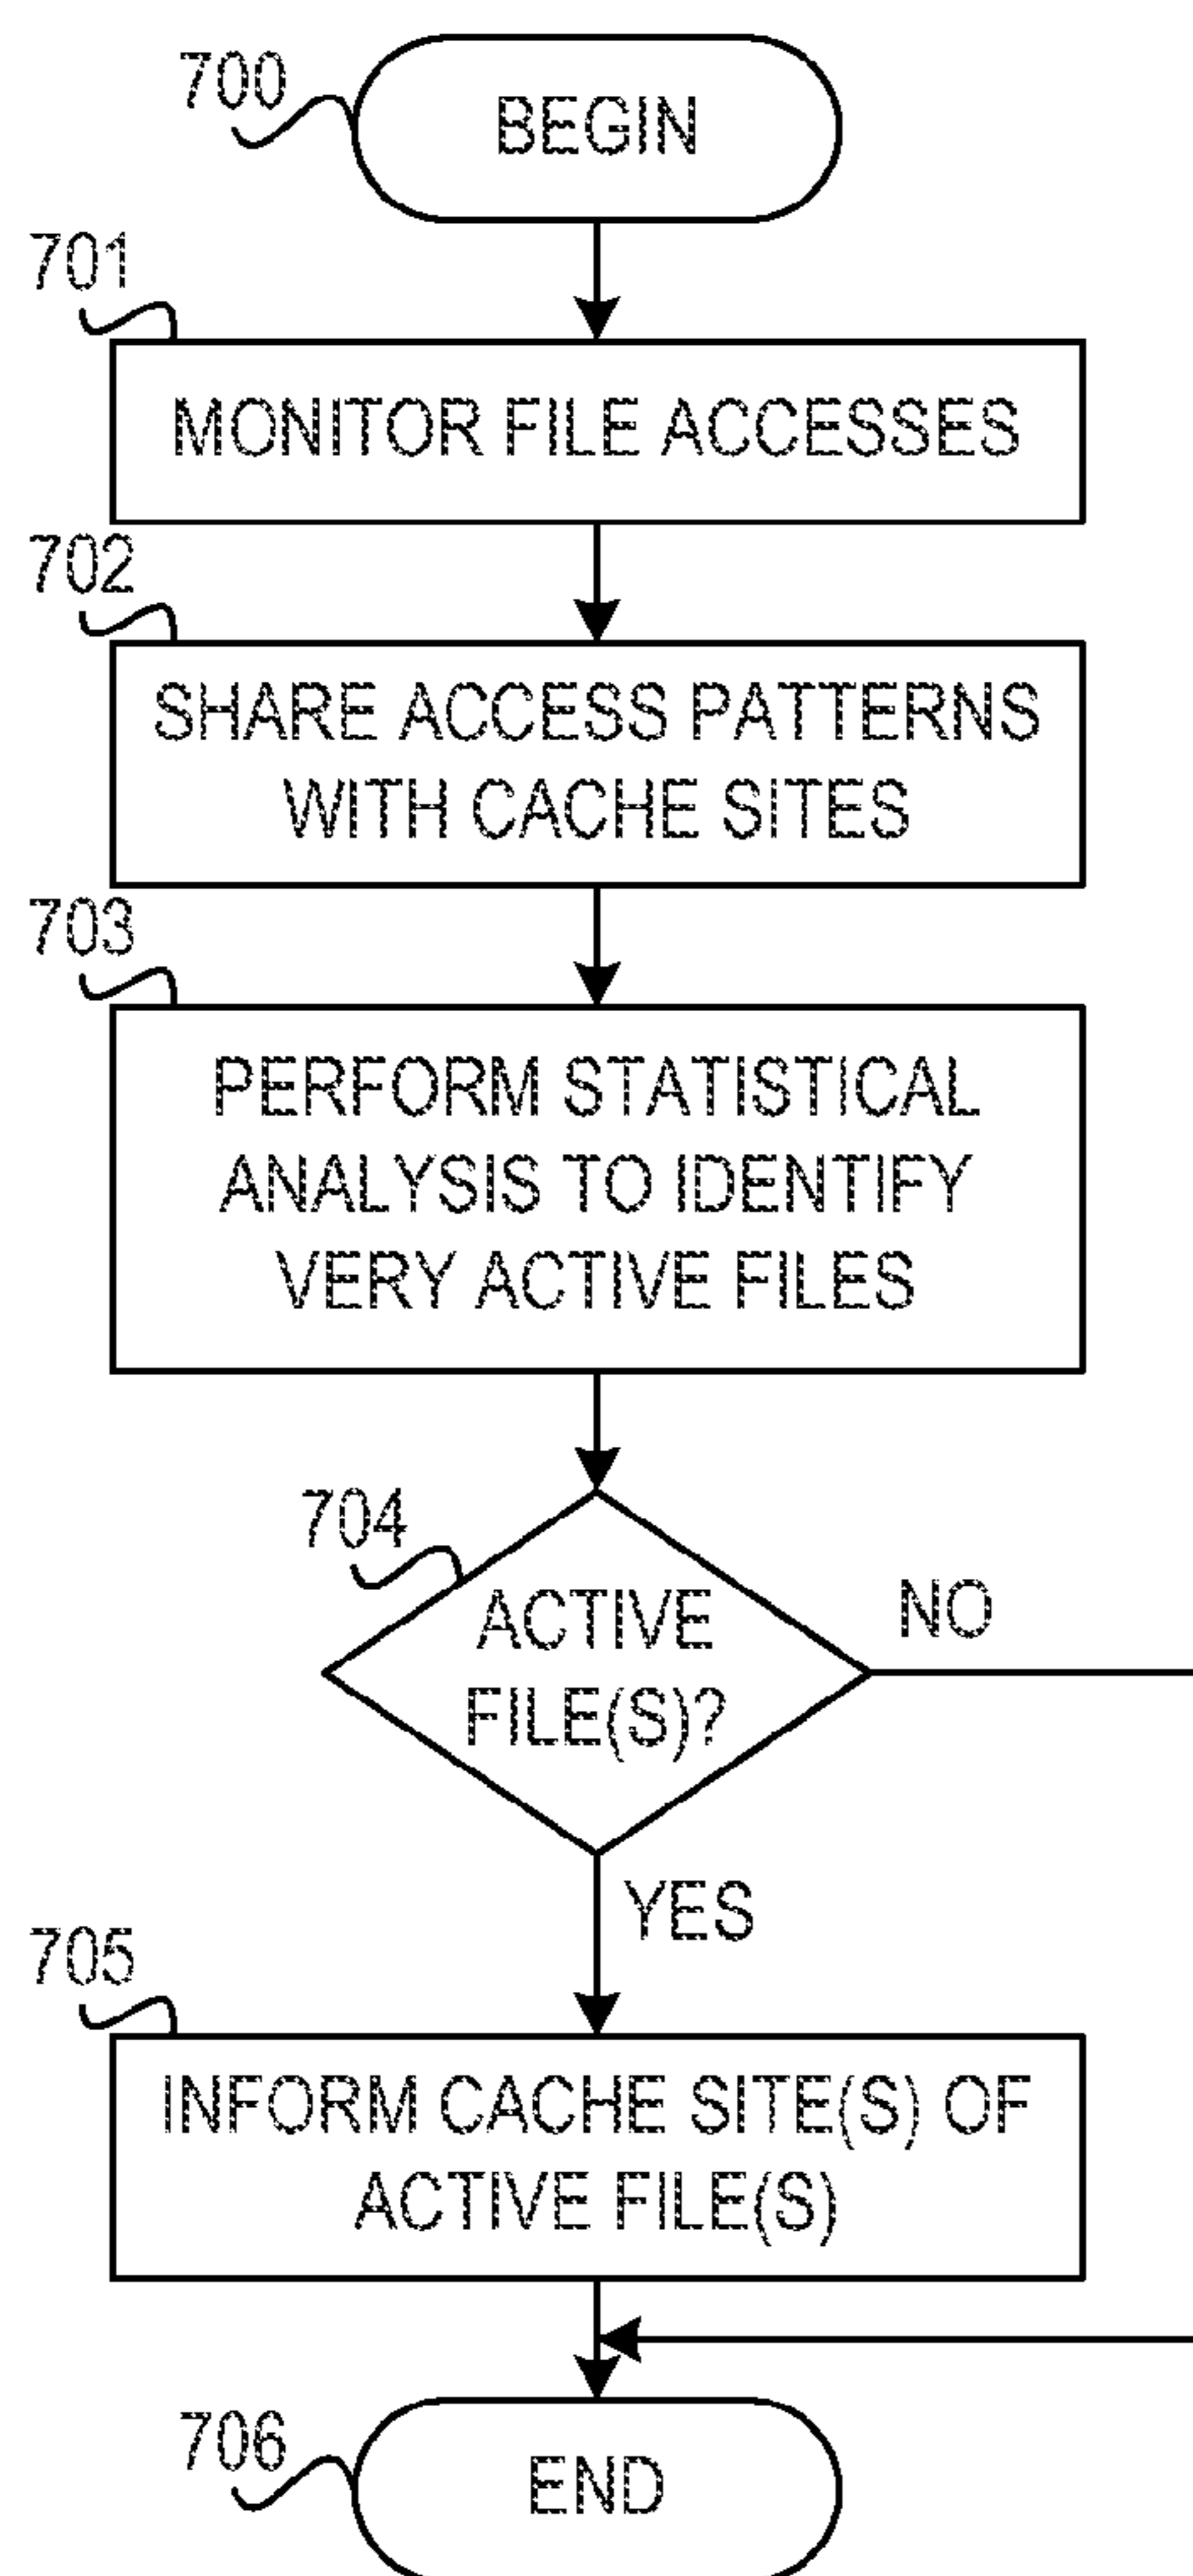 700
BEGIN
701
MONITOR FILE ACCESSES
702
SHARE ACCESS PATTERNS
WITH CACHE SITES
703
PERFORM STATISTICAL
ANALYSIS TO IDENTIFY
VERY ACTIVE FILES
704
ACTIVE
FILE(S)?
NO
YES
705
INFORM CACHE SITE(S) OF
ACTIVE FILE(S)
706
END